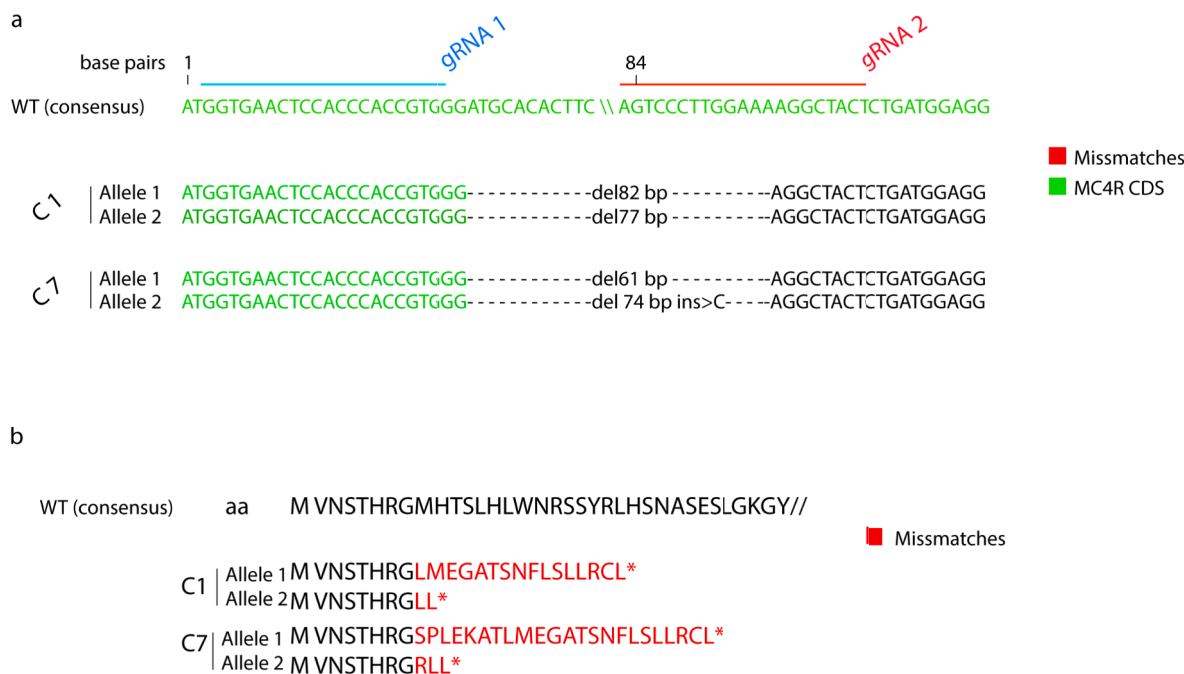 a
gRNA 1
gRNA 2
base pairs 1 84
WT (consensus) ATGGTGAACTCCACCCACCGTGGGATGCACACTTC \\ AGTCCCTTGGAAAAGGCTACTCTGATGGAGG
Missmatches
MC4R CDS
C1
Allele 1 ATGGTGAACTCCACCCACCGTGGG------------del82 bp ----------AGGCTACTCTGATGGAGG
Allele 2 ATGGTGAACTCCACCCACCGTGGG------------del77 bp ----------AGGCTACTCTGATGGAGG
C7
Allele 1 ATGGTGAACTCCACCCACCGTGGG------------del61 bp ----------AGGCTACTCTGATGGAGG
Allele 2 ATGGTGAACTCCACCCACCGTGGG------------del 74 bp ins>C-----AGGCTACTCTGATGGAGG
b
WT (consensus) aa M VNSTHRGMHTSLHLWNRSSYRLHSNASESLGKGY//
Missmatches
C1
Allele 1 M VNSTHRGLMEGATSNFLSLLRCL*
Allele 2 M VNSTHRGLL*
C7
Allele 1 M VNSTHRGSPLEKATLMEGATSNFLSLLRCL*
Allele 2 M VNSTHRGRLL*